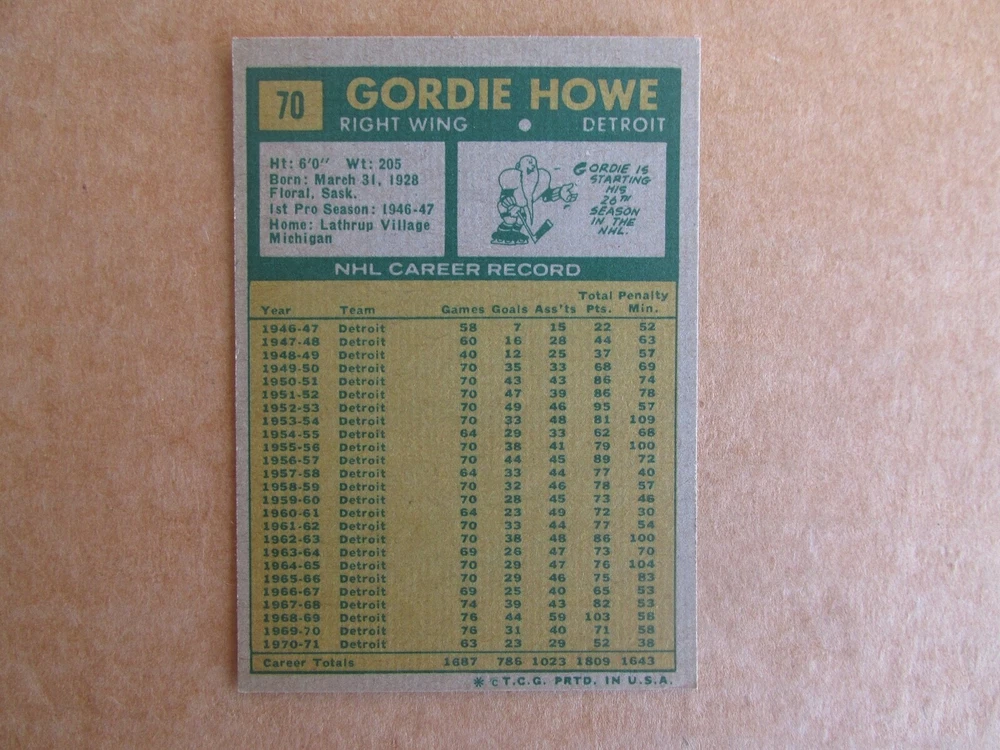 70 GORDIE HOWE
RIGHT WING • DETROIT
Ht: 6'0" Wt: 205
Born: March 31, 1928
Floral, Sask.
1st Pro Season: 1946-47
Home: Lathrup Village
Michigan
GORDIE IS
STARTING
HIS
26TH
SEASON
IN THE
NHL.
NHL CAREER RECORD
Total Penalty
Year Team Games Goals Ass'ts Pts. Min.
1946-47 Detroit 58 7 15 22 52
1947-48 Detroit 60 16 28 44 63
1948-49 Detroit 40 12 25 37 57
1949-50 Detroit 70 35 33 68 69
1950-51 Detroit 70 43 43 86 74
1951-52 Detroit 70 47 39 86 78
1952-53 Detroit 70 49 46 95 57
1953-54 Detroit 70 33 48 81 109
1954-55 Detroit 64 29 33 62 68
1955-56 Detroit 70 38 41 79 100
1956-57 Detroit 70 44 45 89 72
1957-58 Detroit 64 33 44 77 40
1958-59 Detroit 70 32 46 78 57
1959-60 Detroit 70 28 45 73 46
1960-61 Detroit 64 23 49 72 30
1961-62 Detroit 70 33 44 77 54
1962-63 Detroit 70 38 48 86 100
1963-64 Detroit 69 26 47 73 70
1964-65 Detroit 70 29 47 76 104
1965-66 Detroit 70 29 46 75 83
1966-67 Detroit 69 25 40 65 53
1967-68 Detroit 74 39 43 82 53
1968-69 Detroit 76 44 59 103 58
1969-70 Detroit 76 31 40 71 58
1970-71 Detroit 63 23 29 52 38
Career Totals 1687 786 1023 1809 1643
※ © T.C.G. PRTD. IN U.S.A.